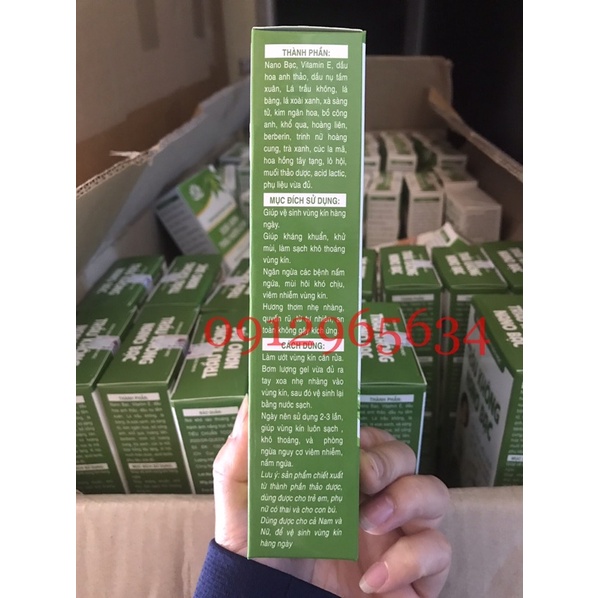 THÀNH PHẦN:
Nano Bạc, Vitamin E, dầu
hoa anh thảo, dầu nụ tầm
xuân, Lá trầu không, lá
bàng, lá xoài xanh, xà sàng
tử, kim ngân hoa, bồ công
anh, khổ qua, hoàng liên,
berberin, trinh nữ hoàng
cung, trà xanh, cúc la mã,
hoa hồng tây tạng, lô hội,
muối thảo dược, acid lactic,
phụ liệu vừa đủ.
MỤC ĐÍCH SỬ DỤNG:
Giúp vệ sinh vùng kín hàng
ngày.
Giúp kháng khuẩn, khử
mùi, làm sạch khô thoáng
vùng kín.
Ngăn ngừa các bệnh nấm
ngứa, mùi hôi khó chịu,
viêm nhiễm vùng kín.
Hương thơm nhẹ nhàng,
quyến rũ
toàn không
0912965634
CÁCH DÙNG:
Làm ướt vùng kín cần rửa.
Bơm lượng gel vừa đủ ra
tay xoa nhẹ nhàng vào
vùng kín, sau đó vệ sinh lại
bằng nước sạch.
Ngày nên sử dụng 2-3 lần,
giúp vùng kín luôn sạch,
khô thoáng, và phòng
ngừa nguy cơ viêm nhiễm,
nấm ngứa.
Lưu ý: sản phẩm chiết xuất
từ thành phần thảo dược,
dùng được cho trẻ em, phụ
nữ có thai và cho con bú.
Dùng được cho cả Nam và
Nữ, để vệ sinh vùng kín
hàng ngày
THÀNH PHẦN: